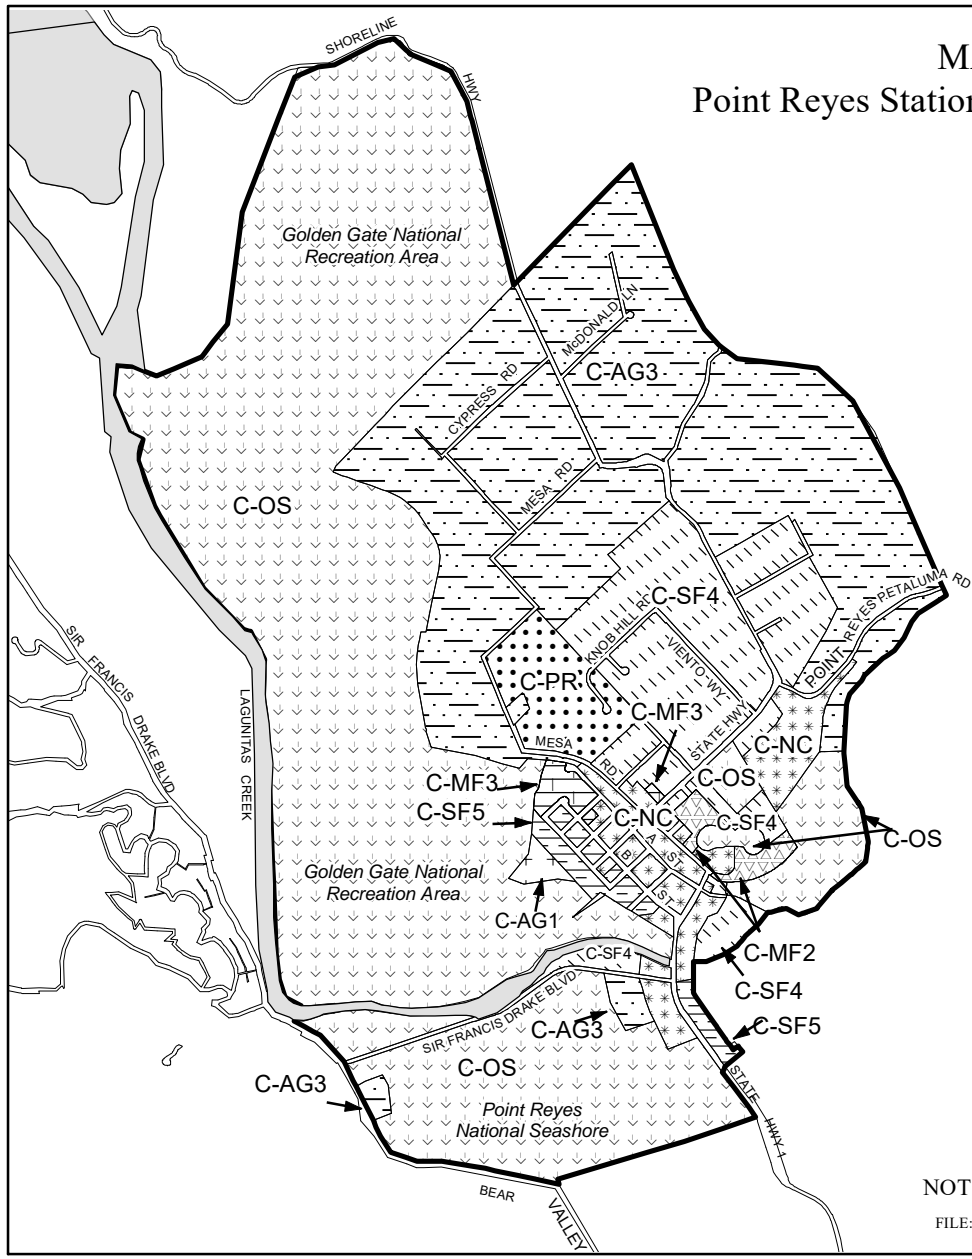 MA
Point Reyes Station
SHORELINE
HWY
Golden Gate National
Recreation Area
McDONALD LN
C-AG3
CYPRESS RD
MESA RD
C-OS
C-SF4
POINT REYES PETALUMA RD
KNOB HILL RD
VIENTO WY
SIR FRANCIS DRAKE BLVD
LAGUNITAS CREEK
C-PR
C-MF3
STATE HWY 1
MESA RD
C-NC
C-MF3
C-OS
C-SF5
C-NC
C-SF4
C-OS
A ST
B ST
Golden Gate National
Recreation Area
C-AG1
C-SF4
C-MF2
C-SF4
C-AG3
C-SF5
SIR FRANCIS DRAKE BLVD
C-OS
C-AG3
STATE HWY 1
Point Reyes
National Seashore
BEAR
VALLEY
NOT
FILE: